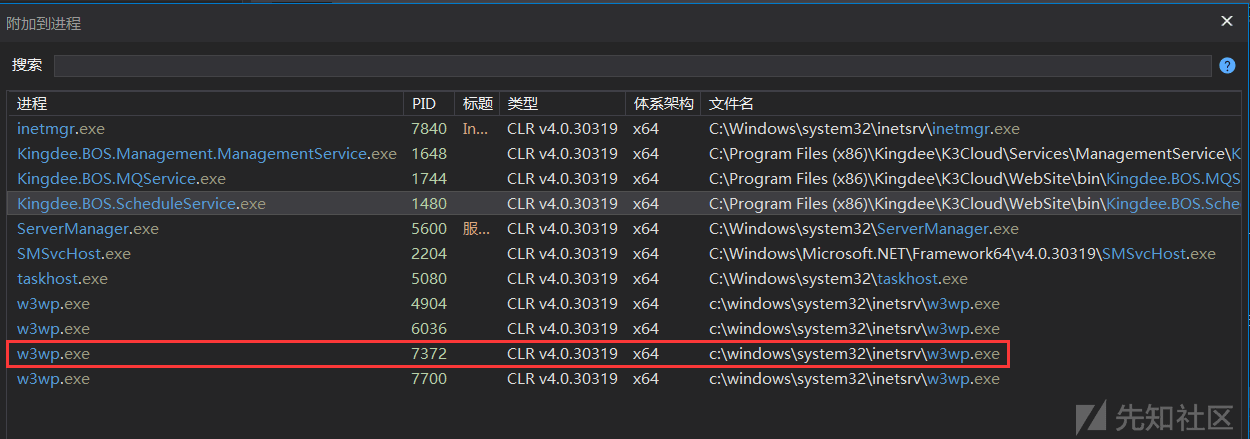 附加到进程
搜索
进程 PID 标题 类型 体系架构 文件名
inetmgr.exe 7840 In... CLR v4.0.30319 x64 C:\Windows\system32\inetsrv\inetmgr.exe
Kingdee.BOS.Management.ManagementService.exe 1648 CLR v4.0.30319 x64 C:\Program Files (x86)\Kingdee\K3Cloud\Services\ManagementService\K
Kingdee.BOS.MQService.exe 1744 CLR v4.0.30319 x64 C:\Program Files (x86)\Kingdee\K3Cloud\WebSite\bin\Kingdee.BOS.MQS
Kingdee.BOS.ScheduleService.exe 1480 CLR v4.0.30319 x64 C:\Program Files (x86)\Kingdee\K3Cloud\WebSite\bin\Kingdee.BOS.Sche
ServerManager.exe 5600 服... CLR v4.0.30319 x64 C:\Windows\system32\ServerManager.exe
SMSvcHost.exe 2204 CLR v4.0.30319 x64 C:\Windows\Microsoft.NET\Framework64\v4.0.30319\SMSvcHost.exe
taskhost.exe 5080 CLR v4.0.30319 x64 C:\Windows\system32\taskhost.exe
w3wp.exe 4904 CLR v4.0.30319 x64 c:\windows\system32\inetsrv\w3wp.exe
w3wp.exe 6036 CLR v4.0.30319 x64 c:\windows\system32\inetsrv\w3wp.exe
w3wp.exe 7372 CLR v4.0.30319 x64 c:\windows\system32\inetsrv\w3wp.exe
w3wp.exe 7700 CLR v4.0.30319 x64 c:\windows\system32\inetsrv\w3wp.exe
先知社区